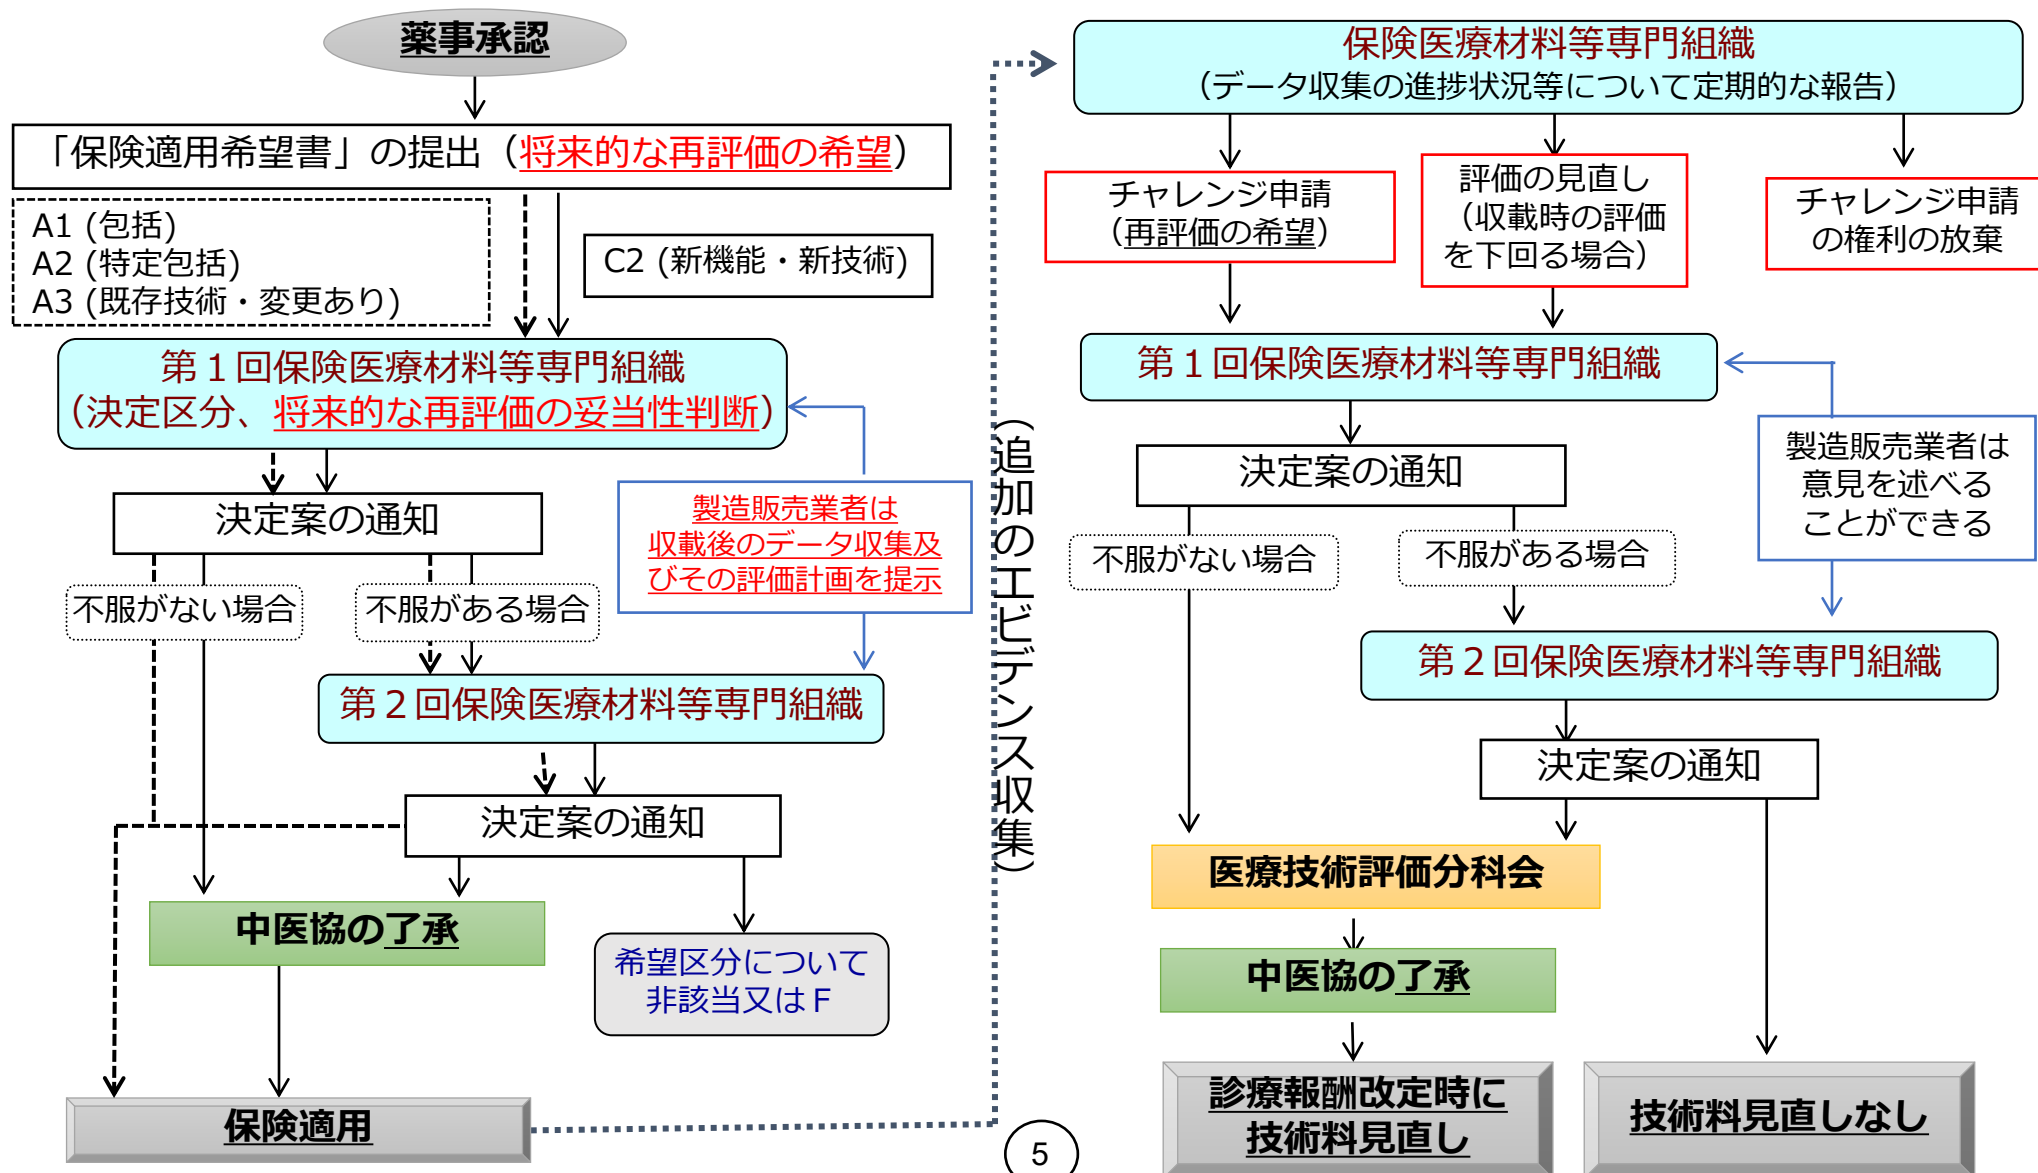 薬事承認
「保険適用希望書」の提出（将来的な再評価の希望）
A1 (包括)
A2 (特定包括)
A3 (既存技術・変更あり)
C2 (新機能・新技術)
第１回保険医療材料等専門組織
（決定区分、将来的な再評価の妥当性判断）
決定案の通知
製造販売業者は
収載後のデータ収集及
びその評価計画を提示
不服がない場合
不服がある場合
第２回保険医療材料等専門組織
決定案の通知
中医協の了承
希望区分について
非該当又はＦ
保険適用
（追加のエビデンス収集）
保険医療材料等専門組織
（データ収集の進捗状況等について定期的な報告）
チャレンジ申請
（再評価の希望）
評価の見直し
（収載時の評価
を下回る場合）
チャレンジ申請
の権利の放棄
第１回保険医療材料等専門組織
決定案の通知
製造販売業者は
意見を述べる
ことができる
不服がない場合
不服がある場合
第２回保険医療材料等専門組織
決定案の通知
医療技術評価分科会
中医協の了承
診療報酬改定時に
技術料見直し
技術料見直しなし
5